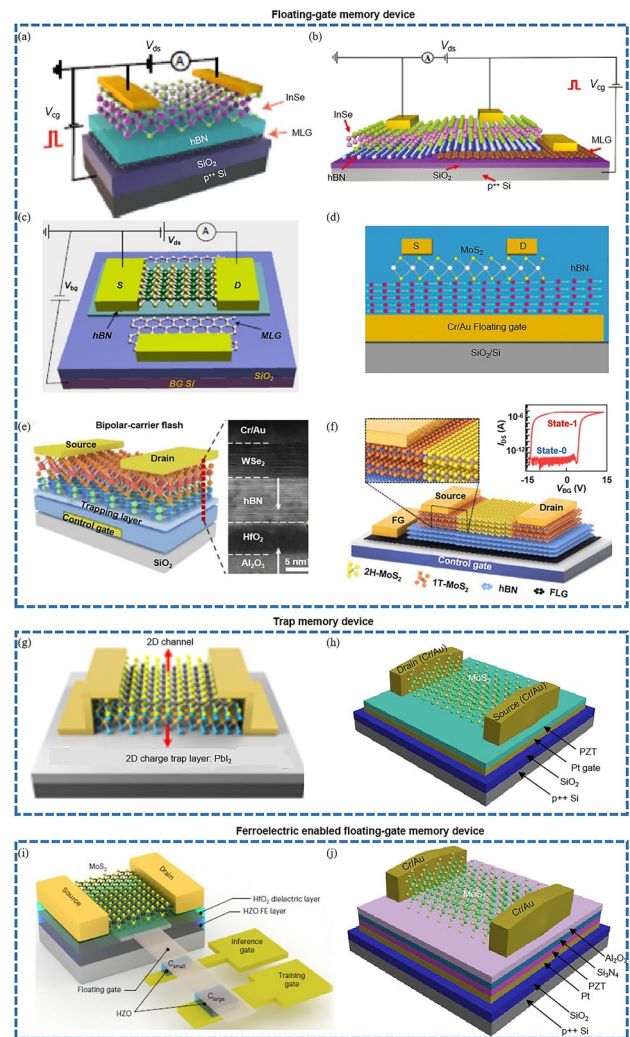 Floating-gate memory device
(a)
V_ds
A
V_cg
InSe
MLG
hBN
SiO₂
p⁺⁺ Si
(b)
A
V_ds
V_cg
InSe
MLG
hBN
SiO₂
p⁺⁺ Si
(c)
V_ds
A
V_bg
S
D
hBN
MLG
SiO₂
BG Si
(d)
S
D
MoS₂
hBN
Cr/Au Floating gate
SiO₂/Si
(e)
Bipolar-carrier flash
Source
Drain
Trapping layer
Control gate
SiO₂
Cr/Au
WSe₂
hBN
HfO₂
Al₂O₃
5 nm
(f)
10⁻⁶
State-1
I_DS (A)
State-0
10⁻¹²
-15
0
15
V_BG (V)
Source
Drain
FG
Control gate
2H-MoS₂
1T-MoS₂
hBN
FLG
Trap memory device
(g)
2D channel
2D charge trap layer: PbI₂
(h)
Drain (Cr/Au)
MoS₂
Source (Cr/Au)
PZT
Pt gate
SiO₂
p++ Si
Ferroelectric enabled floating-gate memory device
(i)
MoS₂
Drain
Source
HfO₂ dielectric layer
HZO FE layer
Inference
gate
Training
gate
C_small
Floating gate
C_large
HZO
(j)
Cr/Au
MoS₂
Cr/Au
Al₂O₃
Si₃N₄
PZT
Pt
SiO₂
p++ Si